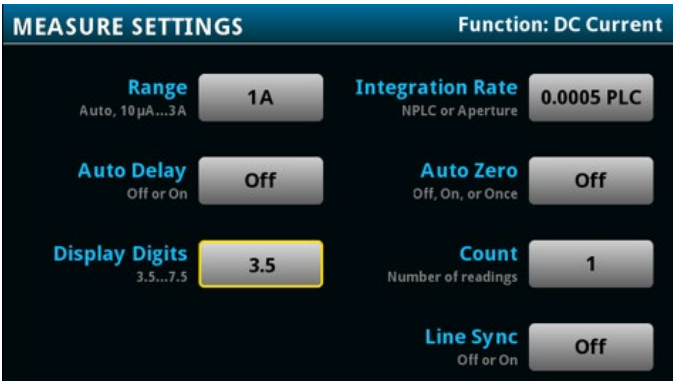 MEASURE SETTINGS Function: DC Current
Range 1A Integration Rate 0.0005 PLC
Auto, 10µA...3A NPLC or Aperture
Auto Delay Off Auto Zero Off
Off or On Off, On, or Once
Display Digits 3.5 Count 1
3.5...7.5 Number of readings
Line Sync Off
Off or On